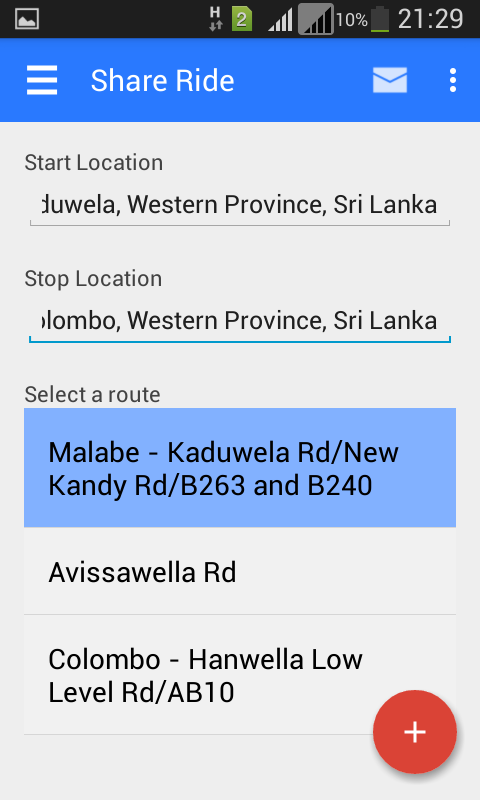 H 2 10% 21:29
Share Ride
Start Location
duwela, Western Province, Sri Lanka
Stop Location
olombo, Western Province, Sri Lanka
Select a route
Malabe - Kaduwela Rd/New
Kandy Rd/B263 and B240
Avissawella Rd
Colombo - Hanwella Low
Level Rd/AB10
+